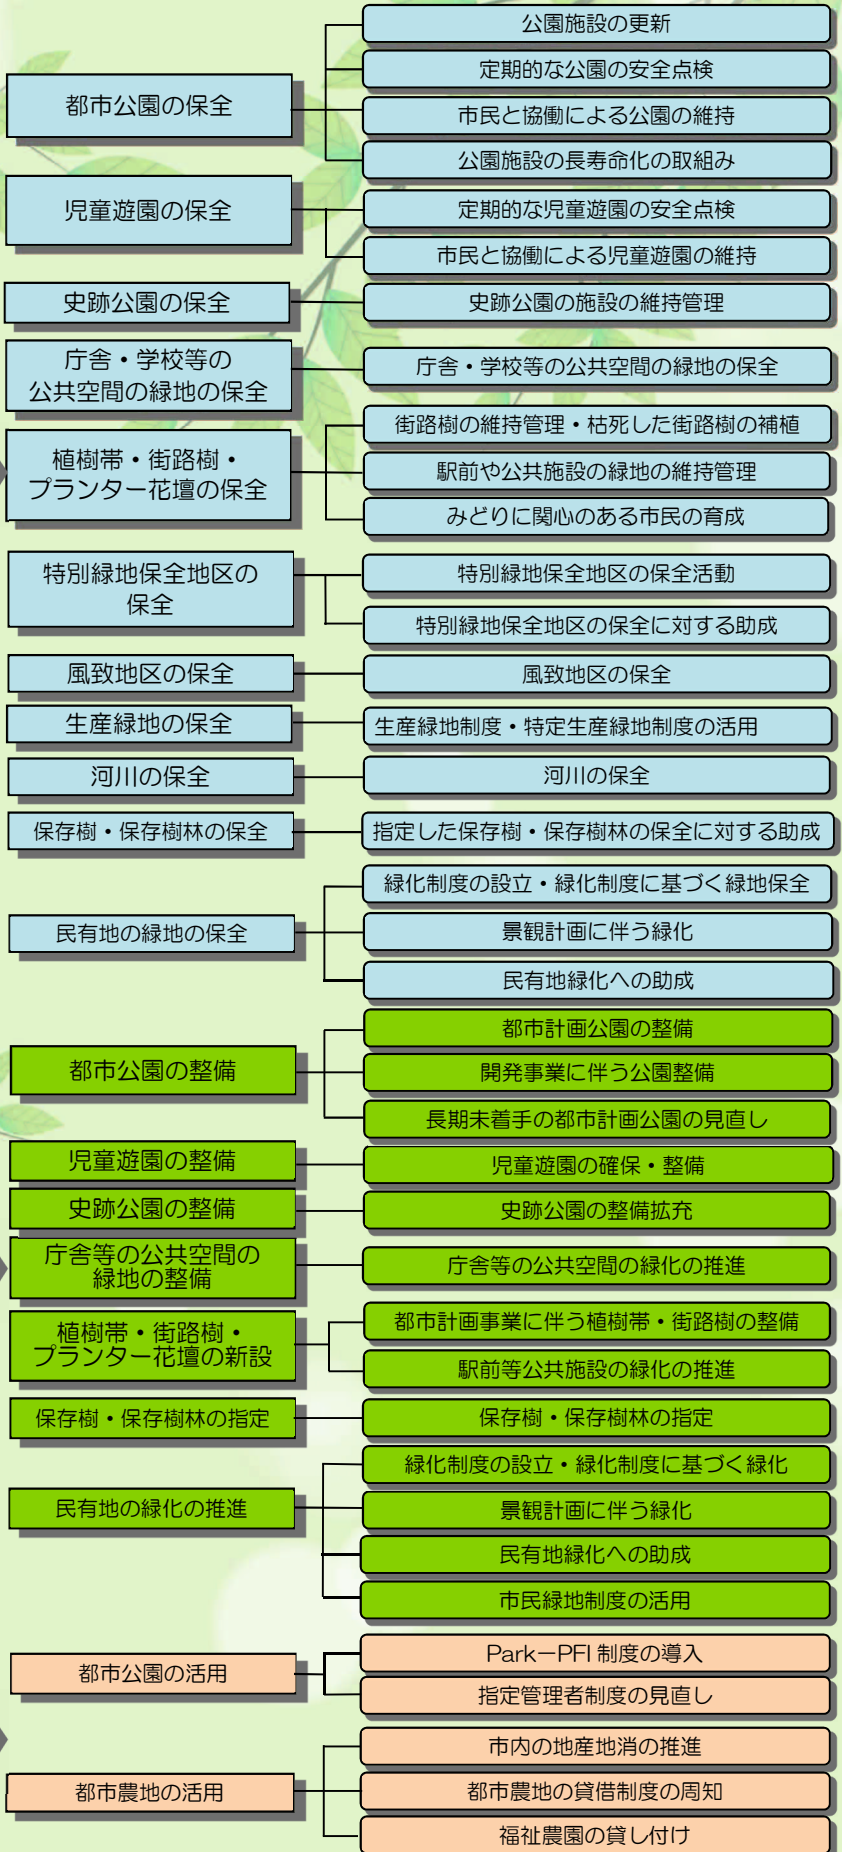 都市公園の保全
公園施設の更新
定期的な公園の安全点検
市民と協働による公園の維持
公園施設の長寿命化の取組み
児童遊園の保全
定期的な児童遊園の安全点検
市民と協働による児童遊園の維持
史跡公園の保全
史跡公園の施設の維持管理
庁舎・学校等の
公共空間の緑地の保全
庁舎・学校等の公共空間の緑地の保全
植樹帯・街路樹・
プランター花壇の保全
街路樹の維持管理・枯死した街路樹の補植
駅前や公共施設の緑地の維持管理
みどりに関心のある市民の育成
特別緑地保全地区の
保全
特別緑地保全地区の保全活動
特別緑地保全地区の保全に対する助成
風致地区の保全
風致地区の保全
生産緑地の保全
生産緑地制度・特定生産緑地制度の活用
河川の保全
河川の保全
保存樹・保存樹林の保全
指定した保存樹・保存樹林の保全に対する助成
民有地の緑地の保全
緑化制度の設立・緑化制度に基づく緑地保全
景観計画に伴う緑化
民有地緑化への助成
都市公園の整備
都市計画公園の整備
開発事業に伴う公園整備
長期未着手の都市計画公園の見直し
児童遊園の整備
児童遊園の確保・整備
史跡公園の整備
史跡公園の整備拡充
庁舎等の公共空間の
緑地の整備
庁舎等の公共空間の緑化の推進
植樹帯・街路樹・
プランター花壇の新設
都市計画事業に伴う植樹帯・街路樹の整備
駅前等公共施設の緑化の推進
保存樹・保存樹林の指定
保存樹・保存樹林の指定
民有地の緑化の推進
緑化制度の設立・緑化制度に基づく緑化
景観計画に伴う緑化
民有地緑化への助成
市民緑地制度の活用
都市公園の活用
Park－PFI 制度の導入
指定管理者制度の見直し
都市農地の活用
市内の地産地消の推進
都市農地の貸借制度の周知
福祉農園の貸し付け